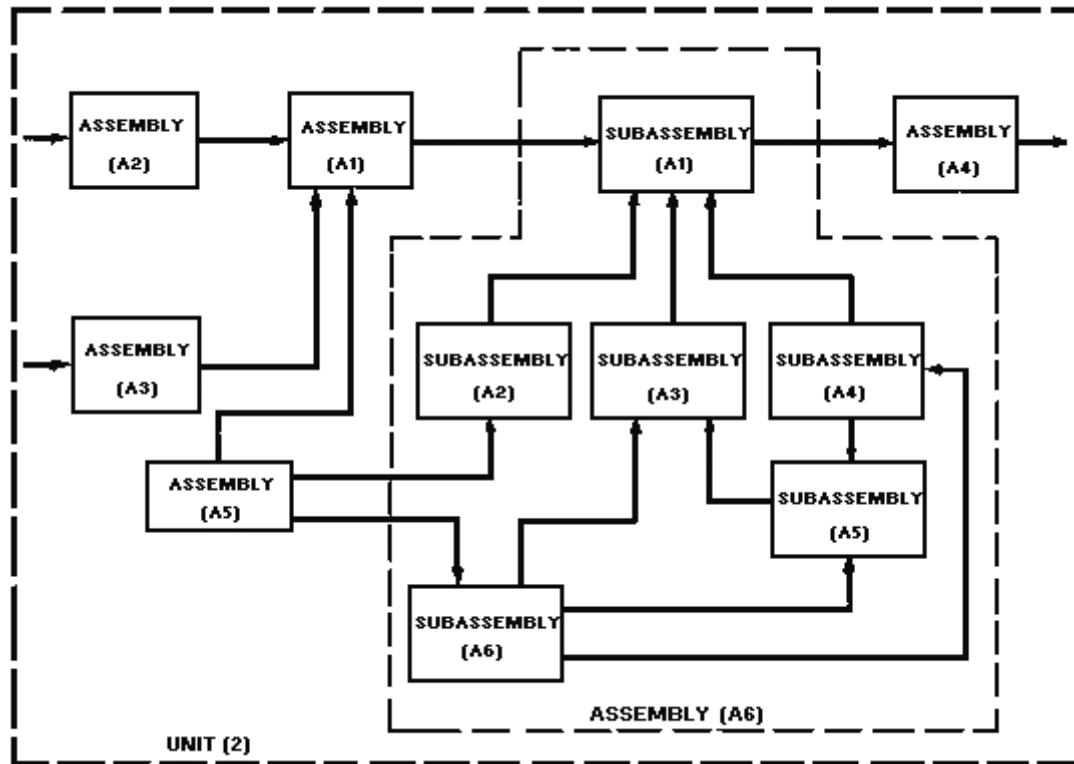 ASSEMBLY
(A2)
ASSEMBLY
(A1)
SUBASSEMBLY
(A1)
ASSEMBLY
(A4)
ASSEMBLY
(A3)
SUBASSEMBLY
(A2)
SUBASSEMBLY
(A3)
SUBASSEMBLY
(A4)
ASSEMBLY
(A5)
SUBASSEMBLY
(A5)
SUBASSEMBLY
(A6)
ASSEMBLY (A6)
UNIT (2)